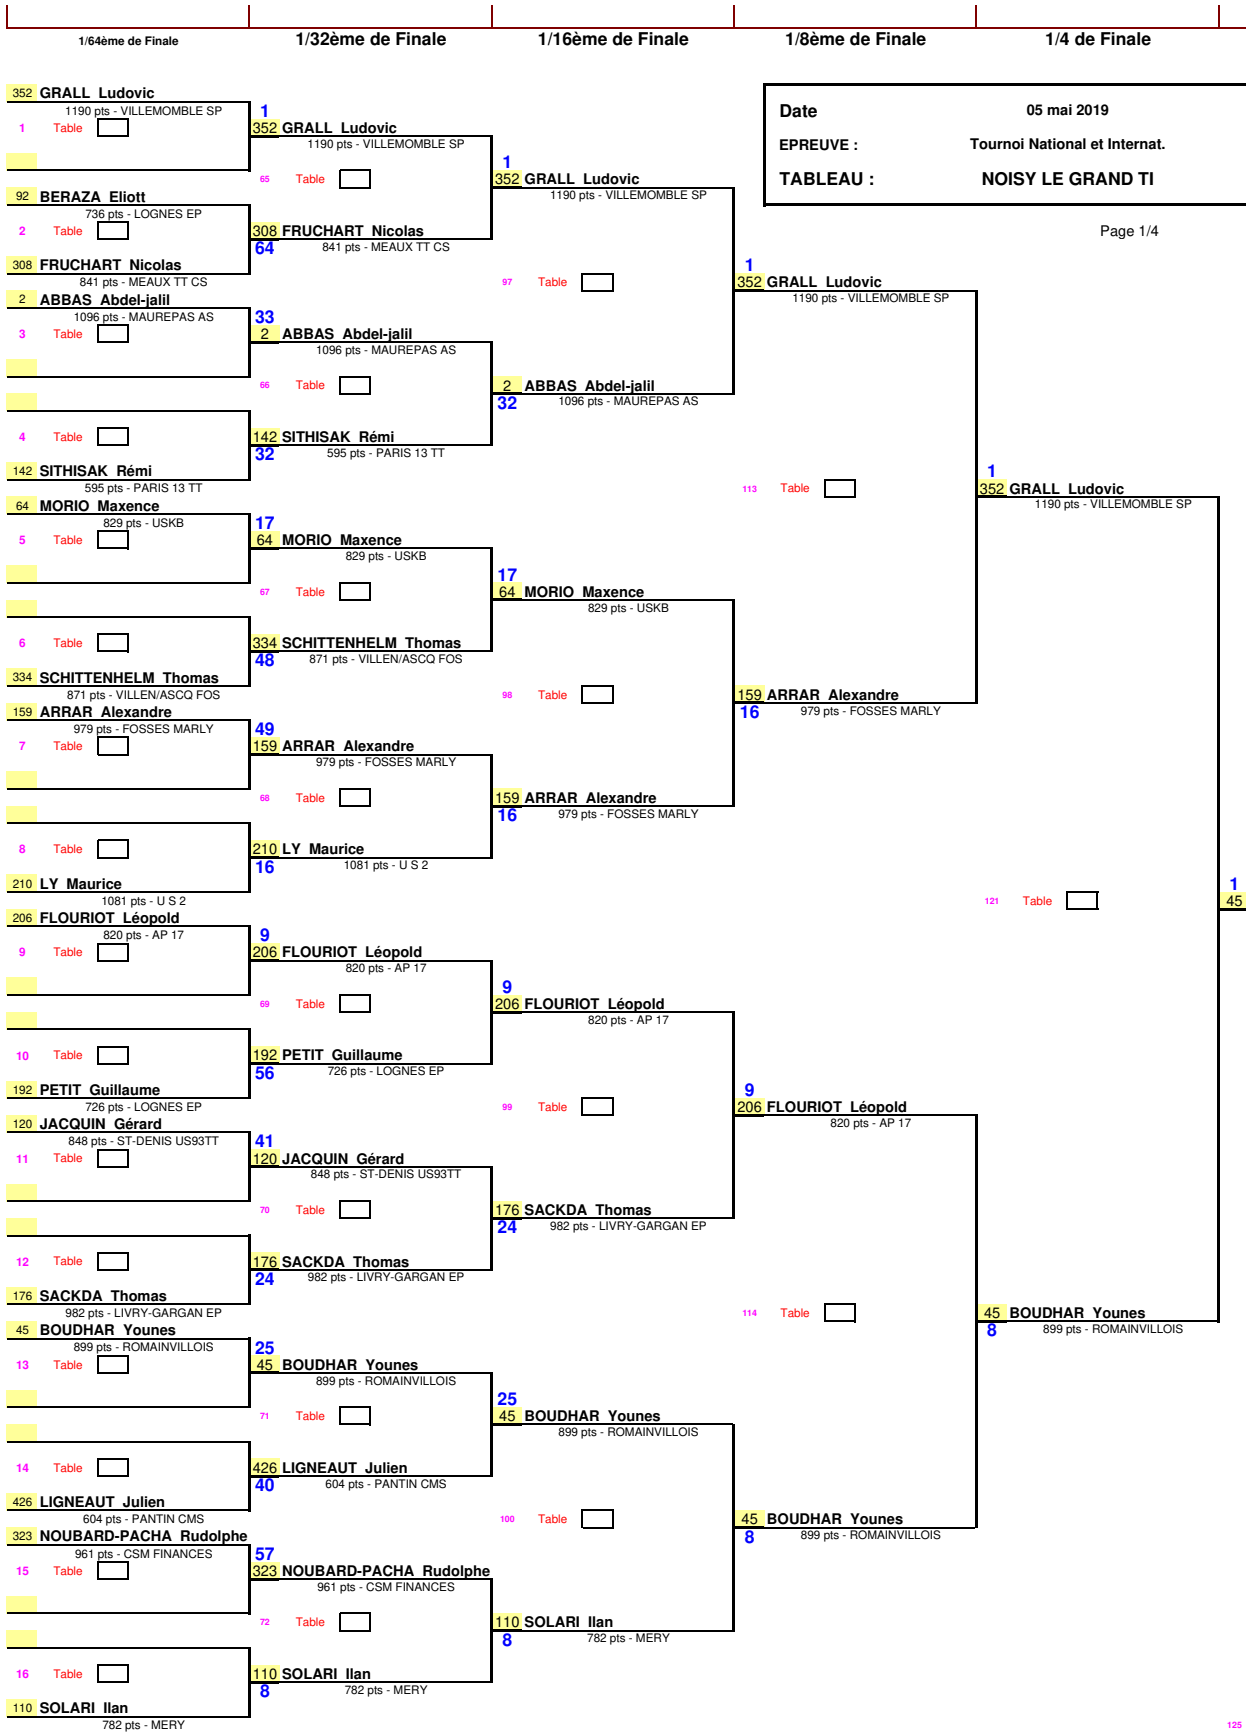 1/64ème de Finale
1/32ème de Finale
1/16ème de Finale
1/8ème de Finale
1/4 de Finale
Date 05 mai 2019
EPREUVE : Tournoi National et Internat.
TABLEAU : NOISY LE GRAND TI
Page 1/4
352 GRALL Ludovic
1190 pts - VILLEMOMBLE SP
1 Table
92 BERAZA Eliott
736 pts - LOGNES EP
2 Table
308 FRUCHART Nicolas
841 pts - MEAUX TT CS
2 ABBAS Abdel-jalil
1096 pts - MAUREPAS AS
3 Table
4 Table
142 SITHISAK Rémi
595 pts - PARIS 13 TT
64 MORIO Maxence
829 pts - USKB
5 Table
6 Table
334 SCHITTENHELM Thomas
871 pts - VILLEN/ASCQ FOS
159 ARRAR Alexandre
979 pts - FOSSES MARLY
7 Table
8 Table
210 LY Maurice
1081 pts - U S 2
206 FLOURIOT Léopold
820 pts - AP 17
9 Table
10 Table
192 PETIT Guillaume
726 pts - LOGNES EP
120 JACQUIN Gérard
848 pts - ST-DENIS US93TT
11 Table
12 Table
176 SACKDA Thomas
982 pts - LIVRY-GARGAN EP
45 BOUDHAR Younes
899 pts - ROMAINVILLOIS
13 Table
14 Table
426 LIGNEAUT Julien
604 pts - PANTIN CMS
323 NOUBARD-PACHA Rudolphe
961 pts - CSM FINANCES
15 Table
16 Table
110 SOLARI Ilan
782 pts - MERY
1
352 GRALL Ludovic
1190 pts - VILLEMOMBLE SP
65 Table
308 FRUCHART Nicolas
64 841 pts - MEAUX TT CS
33
2 ABBAS Abdel-jalil
1096 pts - MAUREPAS AS
66 Table
142 SITHISAK Rémi
32 595 pts - PARIS 13 TT
17
64 MORIO Maxence
829 pts - USKB
67 Table
334 SCHITTENHELM Thomas
48 871 pts - VILLEN/ASCQ FOS
49
159 ARRAR Alexandre
979 pts - FOSSES MARLY
68 Table
210 LY Maurice
16 1081 pts - U S 2
9
206 FLOURIOT Léopold
820 pts - AP 17
69 Table
192 PETIT Guillaume
56 726 pts - LOGNES EP
41
120 JACQUIN Gérard
848 pts - ST-DENIS US93TT
70 Table
176 SACKDA Thomas
24 982 pts - LIVRY-GARGAN EP
25
45 BOUDHAR Younes
899 pts - ROMAINVILLOIS
71 Table
426 LIGNEAUT Julien
40 604 pts - PANTIN CMS
57
323 NOUBARD-PACHA Rudolphe
961 pts - CSM FINANCES
72 Table
110 SOLARI Ilan
8 782 pts - MERY
1
352 GRALL Ludovic
1190 pts - VILLEMOMBLE SP
97 Table
2 ABBAS Abdel-jalil
32 1096 pts - MAUREPAS AS
17
64 MORIO Maxence
829 pts - USKB
98 Table
159 ARRAR Alexandre
16 979 pts - FOSSES MARLY
9
206 FLOURIOT Léopold
820 pts - AP 17
99 Table
176 SACKDA Thomas
24 982 pts - LIVRY-GARGAN EP
25
45 BOUDHAR Younes
899 pts - ROMAINVILLOIS
100 Table
110 SOLARI Ilan
8 782 pts - MERY
1
352 GRALL Ludovic
1190 pts - VILLEMOMBLE SP
113 Table
159 ARRAR Alexandre
16 979 pts - FOSSES MARLY
9
206 FLOURIOT Léopold
820 pts - AP 17
114 Table
45 BOUDHAR Younes
8 899 pts - ROMAINVILLOIS
1
352 GRALL Ludovic
1190 pts - VILLEMOMBLE SP
121 Table
45 BOUDHAR Younes
8 899 pts - ROMAINVILLOIS
1
45
125